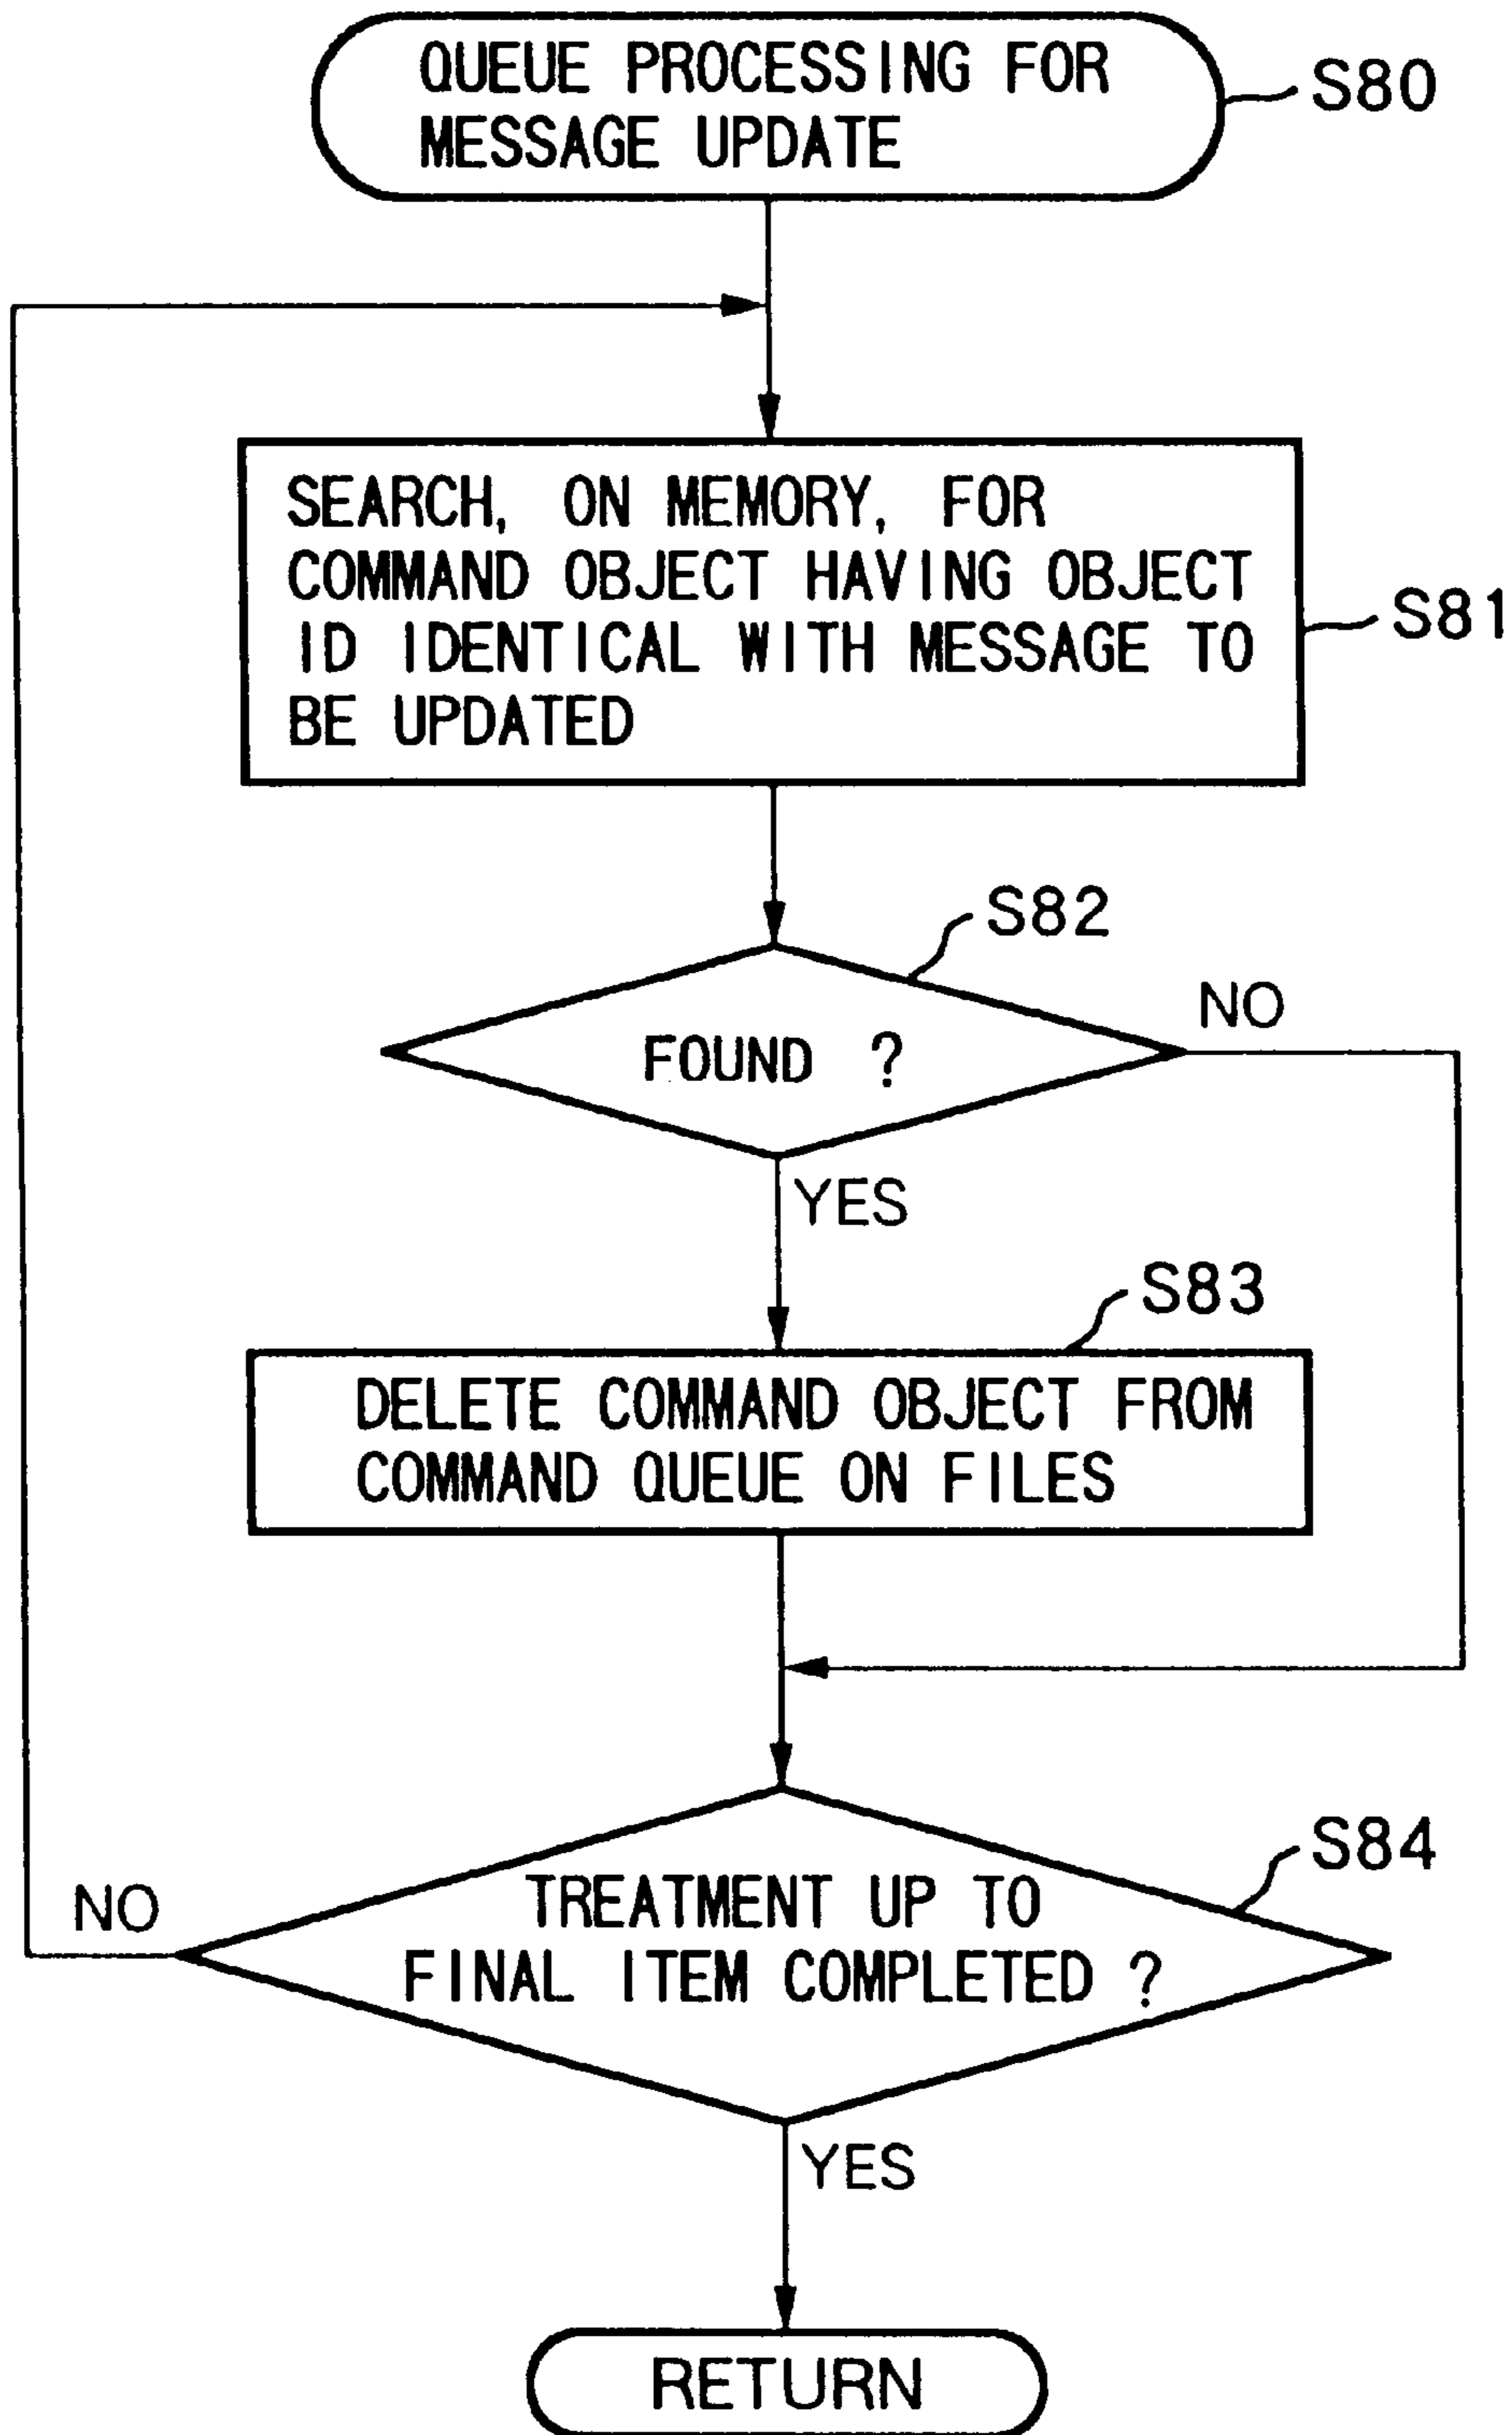 QUEUE PROCESSING FOR
MESSAGE UPDATE
S80
SEARCH, ON MEMORY, FOR
COMMAND OBJECT HAVING OBJECT
ID IDENTICAL WITH MESSAGE TO
BE UPDATED
S81
S82
FOUND ?
NO
YES
S83
DELETE COMMAND OBJECT FROM
COMMAND QUEUE ON FILES
S84
TREATMENT UP TO
FINAL ITEM COMPLETED ?
NO
YES
RETURN